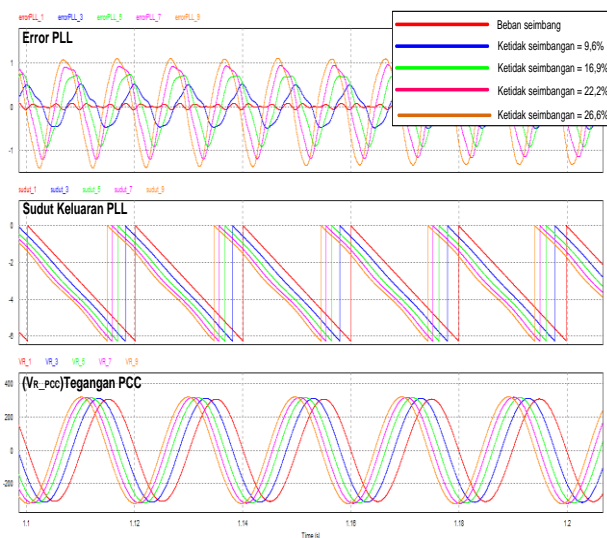 errorPLL_1 errorPLL_3 errorPLL_5 errorPLL_7 errorPLL_9
Error PLL
Beban seimbang
Ketidak seimbangan = 9,6%
Ketidak seimbangan = 16,9%
Ketidak seimbangan = 22,2%
Ketidak seimbangan = 26,6%
1
0
-1
sudut_1 sudut_3 sudut_5 sudut_7 sudut_9
Sudut Keluaran PLL
0
-2
-4
-6
VR_1 VR_3 VR_5 VR_7 VR_9
(VR_PCC)Tegangan PCC
400
200
0
-200
1.1 1.12 1.14 1.16 1.18 1.2
Time (s)